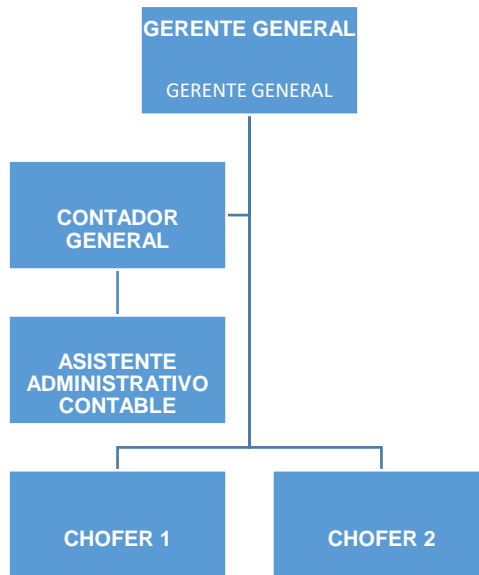 GERENTE GENERAL
GERENTE GENERAL
CONTADOR
GENERAL
ASISTENTE
ADMINISTRATIVO
CONTABLE
CHOFER 1
CHOFER 2